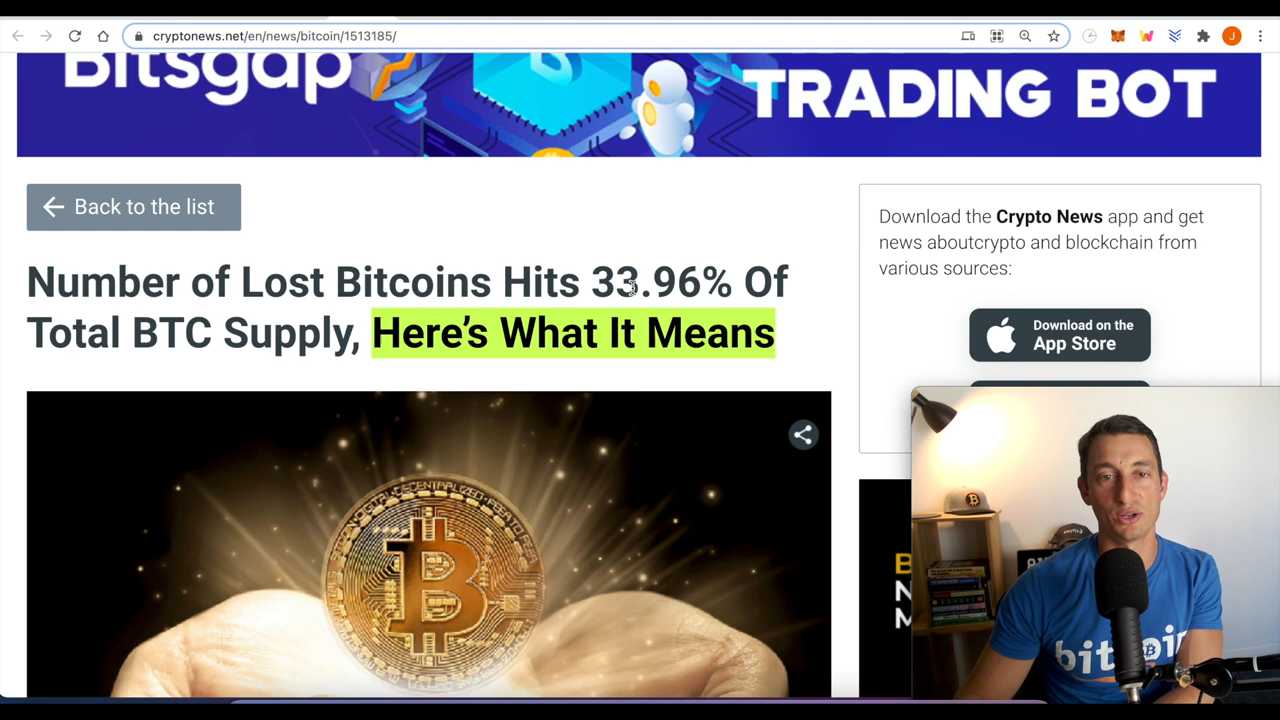 cryptonews.net/en/news/bitcoin/1513185/
J
Bitsgap
TRADING BOT
Back to the list
Number of Lost Bitcoins Hits 33.96% Of
Total BTC Supply, Here's What It Means
Download the Crypto News app and get
news aboutcrypto and blockchain from
various sources:
Download on the
App Store
DECENTRALIZED
B
N
M
bitcoin